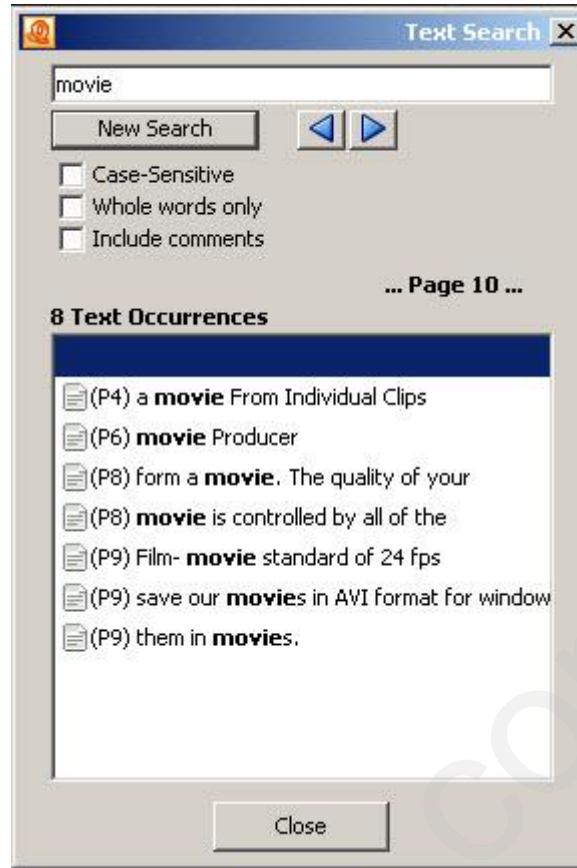 Text Search
movie
New Search
Case-Sensitive
Whole words only
Include comments
... Page 10 ...
8 Text Occurrences
(P4) a movie From Individual Clips
(P6) movie Producer
(P8) form a movie. The quality of your
(P8) movie is controlled by all of the
(P9) Film- movie standard of 24 fps
(P9) save our movies in AVI format for window
(P9) them in movies.
Close